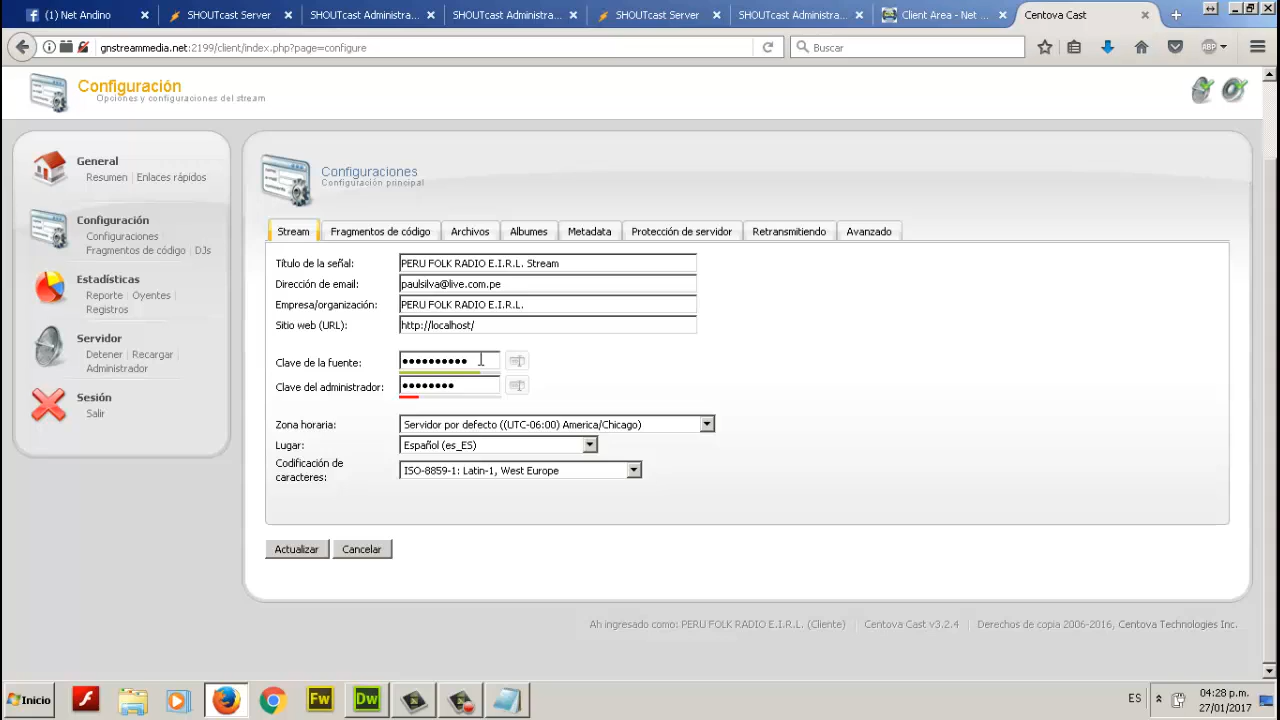 (1) Net Andino
SHOUTcast Server
SHOUTcast Administra...
SHOUTcast Administra...
SHOUTcast Server
SHOUTcast Administra...
Client Area - Net ...
Centova Cast
gnstreammedia.net:2199/client/index.php?page=configure
Buscar
ABP
Configuración
Opciones y configuraciones del stream
General
Resumen | Enlaces rápidos
Configuración
Configuraciones
Fragmentos de código | DJs
Estadísticas
Reporte | Oyentes |
Registros
Servidor
Detener | Recargar |
Administrador
Sesión
Salir
Configuraciones
Configuración principal
Stream
Fragmentos de código
Archivos
Albumes
Metadata
Protección de servidor
Retransmitiendo
Avanzado
Título de la señal: PERU FOLK RADIO E.I.R.L. Stream
Dirección de email: paulsilva@live.com.pe
Empresa/organización: PERU FOLK RADIO E.I.R.L.
Sitio web (URL): http://localhost/
Clave de la fuente: ••••••••••
Clave del administrador: ••••••••
Zona horaria: Servidor por defecto ((UTC-06:00) America/Chicago)
Lugar: Español (es_ES)
Codificación de
caracteres: ISO-8859-1: Latin-1, West Europe
Actualizar
Cancelar
Ah ingresado como: PERU FOLK RADIO E.I.R.L. (Cliente) | Centova Cast v3.2.4 | Derechos de copia 2006-2016, Centova Technologies Inc.
Inicio
Fw
Dw
ES
04:28 p.m.
27/01/2017